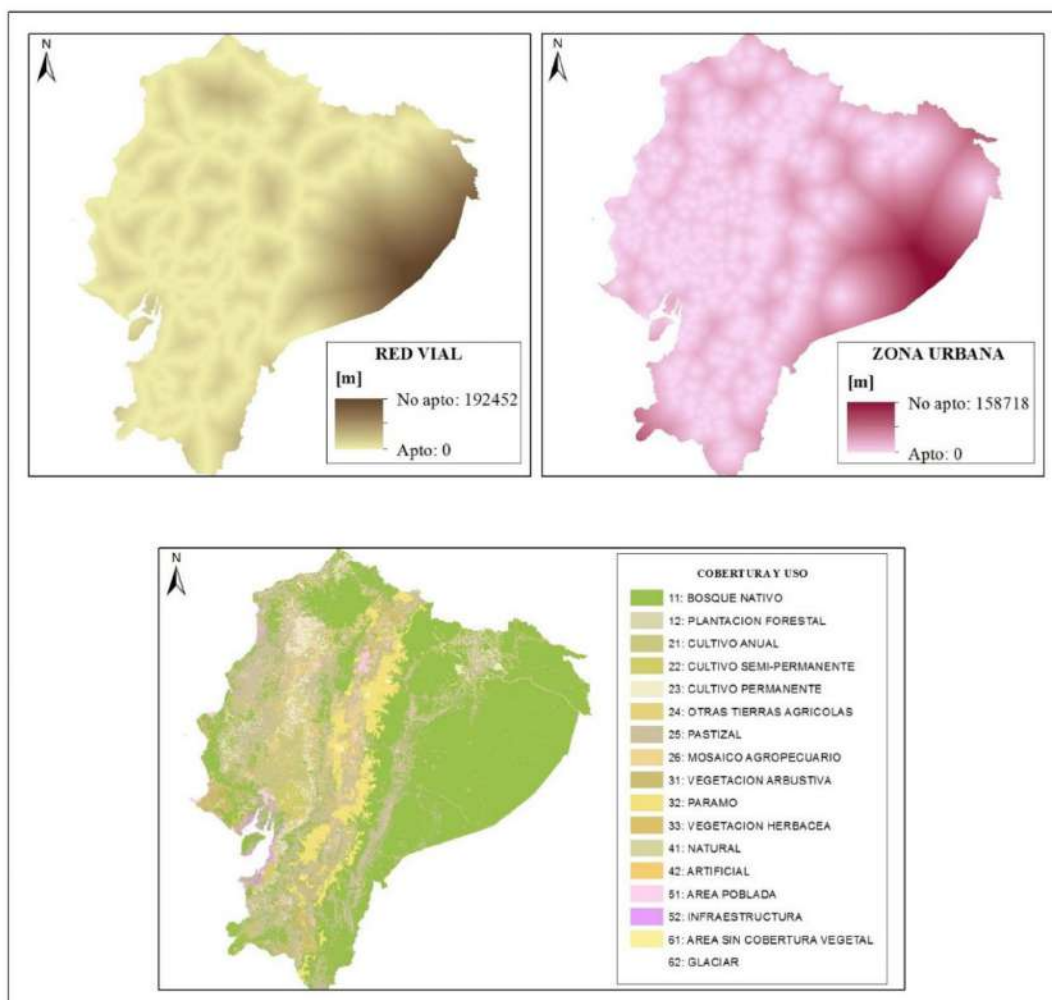 N
RED VIAL
[m]
No apto: 192452
Apto: 0
N
ZONA URBANA
[m]
No apto: 158718
Apto: 0
N
COBERTURA Y USO
11: BOSQUE NATIVO
12: PLANTACION FORESTAL
21: CULTIVO ANUAL
22: CULTIVO SEMI-PERMANENTE
23: CULTIVO PERMANENTE
24: OTRAS TIERRAS AGRICOLAS
25: PASTIZAL
26: MOSAICO AGROPECUARIO
31: VEGETACION ARBUSTIVA
32: PARAMO
33: VEGETACION HERBACEA
41: NATURAL
42: ARTIFICIAL
51: AREA POBLADA
52: INFRAESTRUCTURA
61: AREA SIN COBERTURA VEGETAL
62: GLACIAR